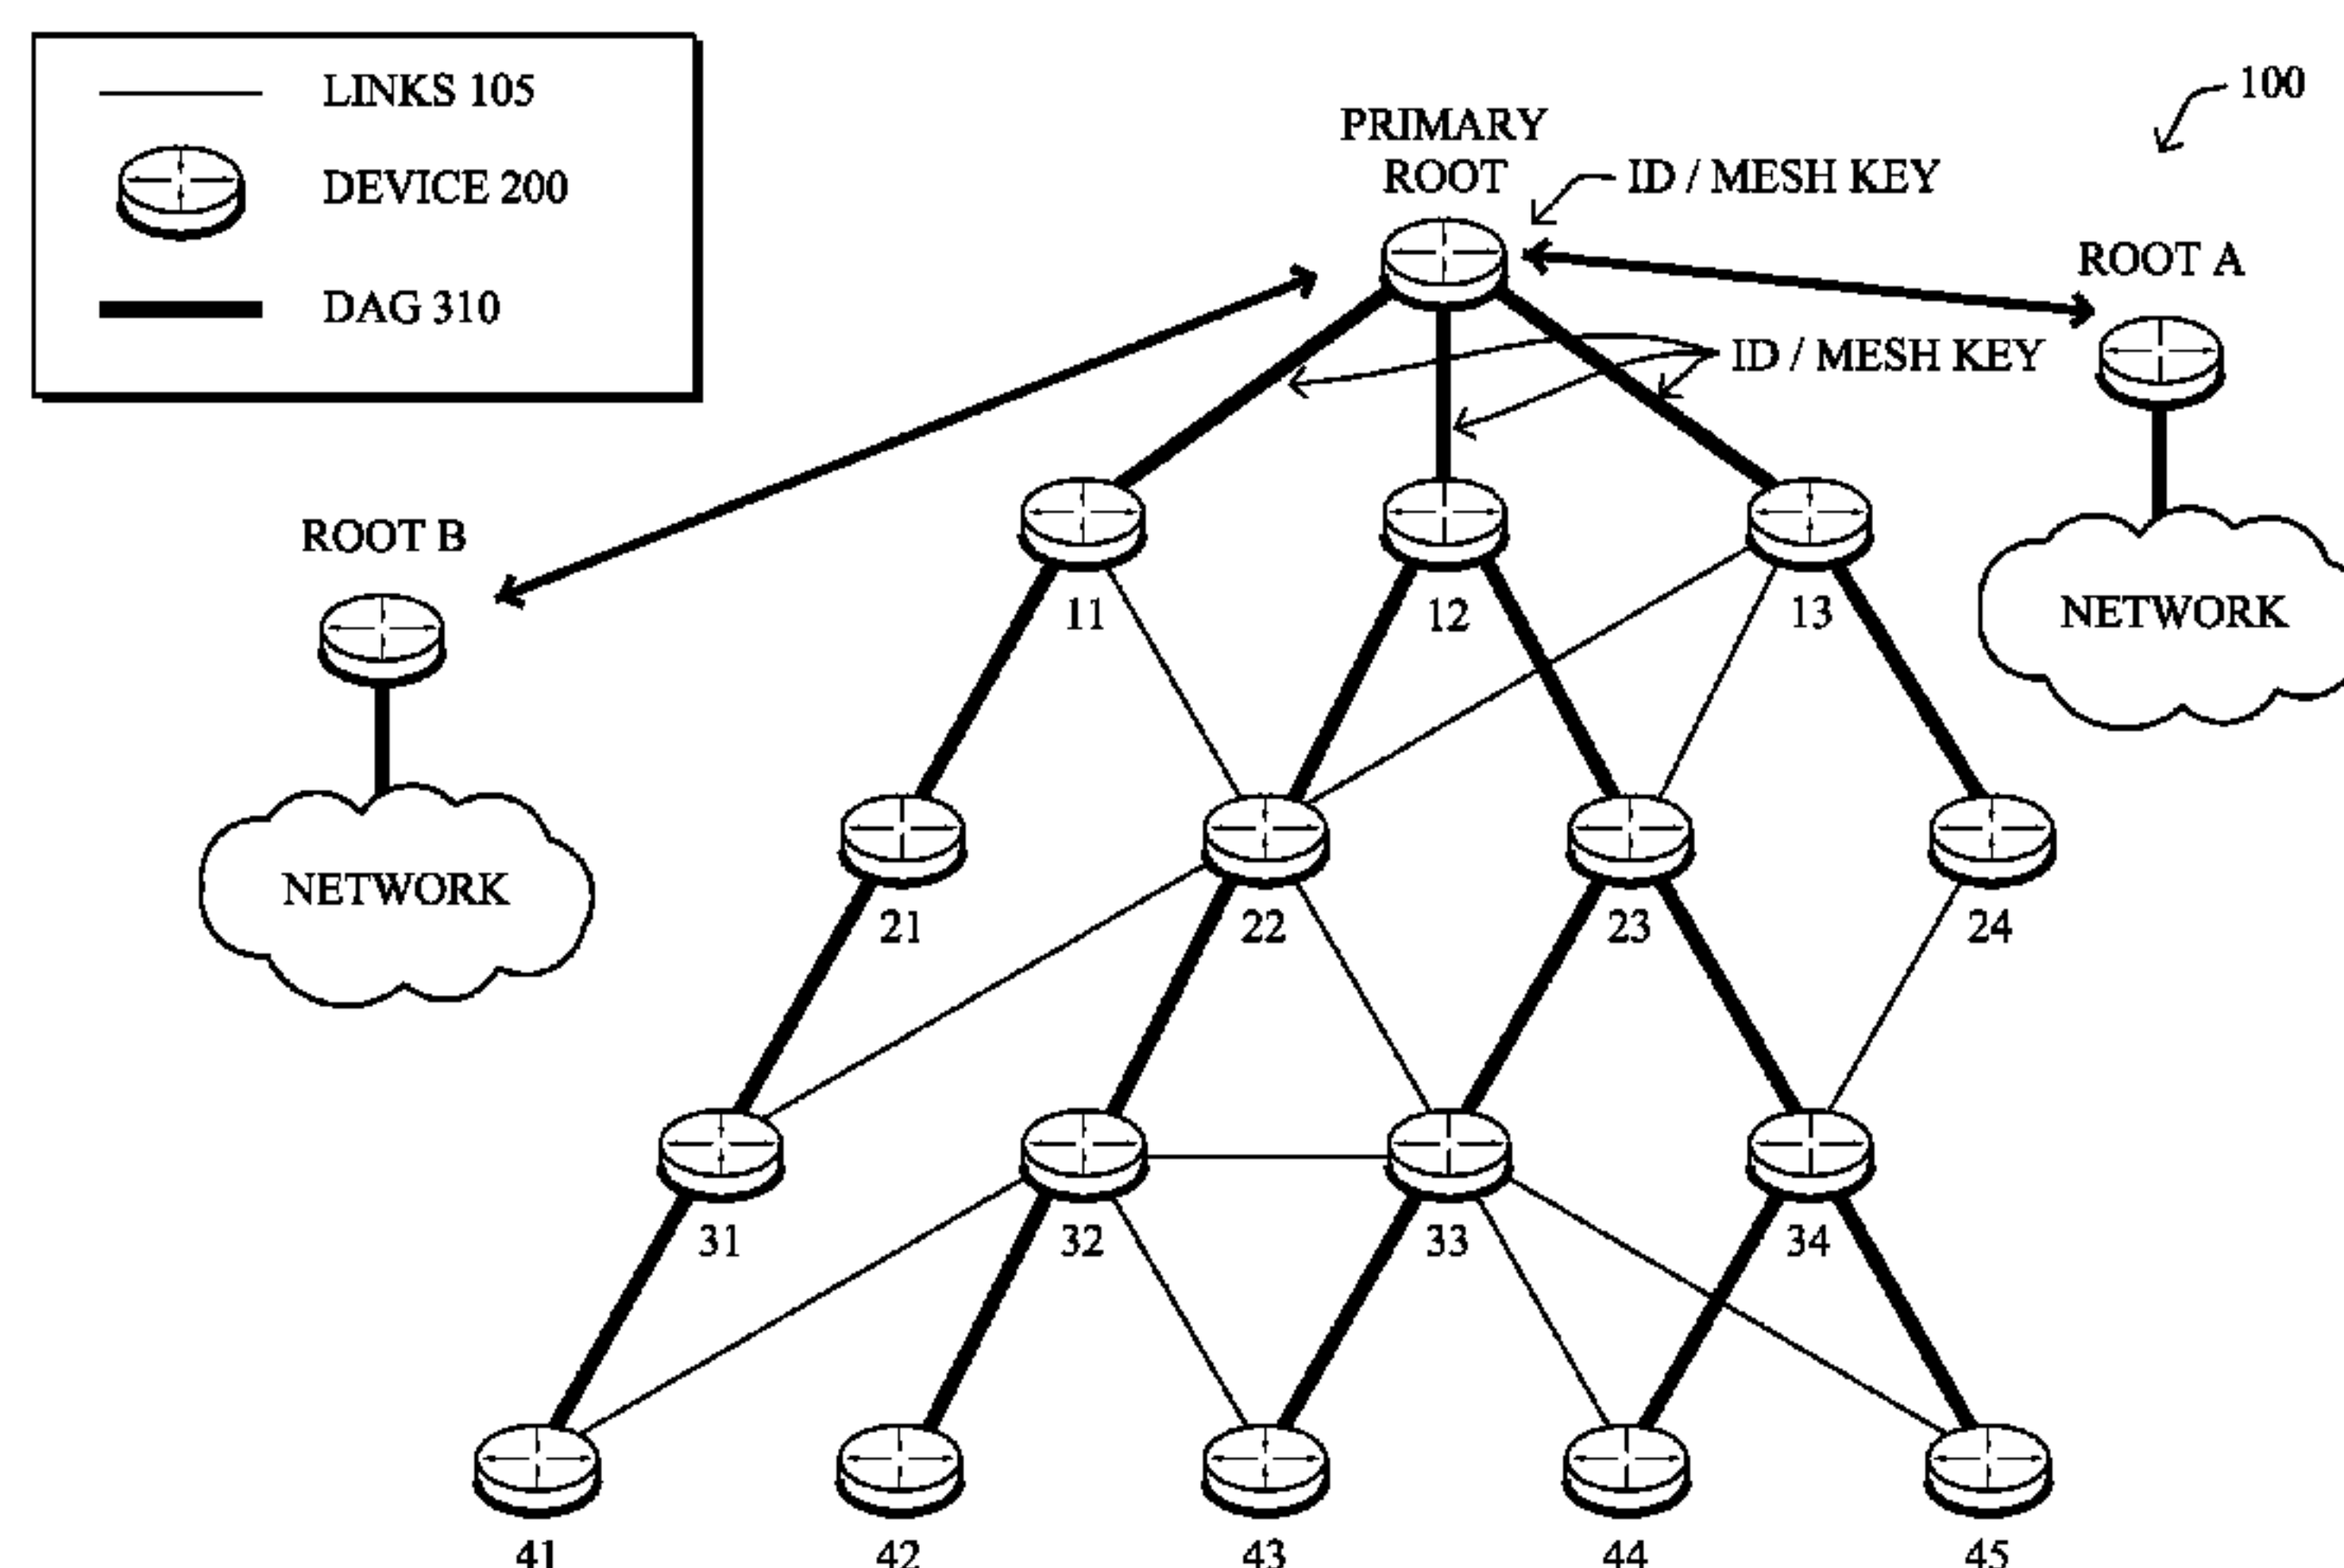 LINKS 105
DEVICE 200
DAG 310
100
PRIMARY
ROOT
ID / MESH KEY
ROOT A
ID / MESH KEY
ROOT B
11
12
13
NETWORK
NETWORK
21
22
23
24
31
32
33
34
41
42
43
44
45